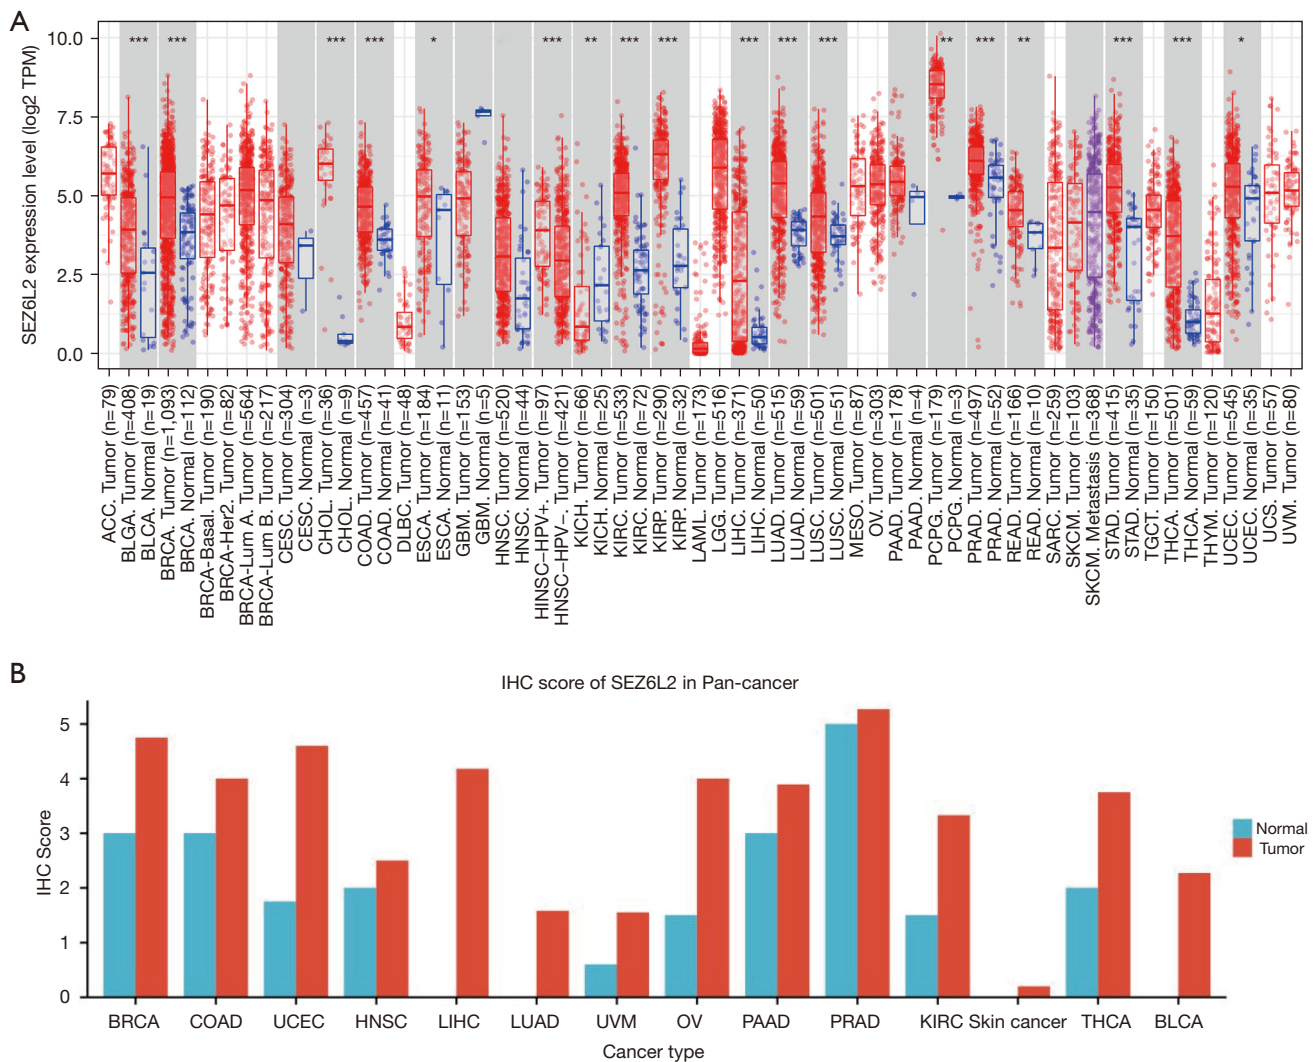 A
SEZ6L2 expression level (log2 TPM)
10.0
7.5
5.0
2.5
0.0
*** *** *** *** * *** ** *** *** *** *** *** ** *** ** *** *** *
ACC. Tumor (n=79)
BLGA. Tumor (n=408)
BLCA. Normal (n=19)
BRCA. Tumor (n=1,093)
BRCA. Normal (n=112)
BRCA-Basal. Tumor (n=190)
BRCA-Her2. Tumor (n=82)
BRCA-Lum A. Tumor (n=564)
BRCA-Lum B. Tumor (n=217)
CESC. Tumor (n=304)
CESC. Normal (n=3)
CHOL. Tumor (n=36)
CHOL. Normal (n=9)
COAD. Tumor (n=457)
COAD. Normal (n=41)
DLBC. Tumor (n=48)
ESCA. Tumor (n=184)
ESCA. Normal (n=11)
GBM. Tumor (n=153)
GBM. Normal (n=5)
HNSC. Tumor (n=520)
HNSC. Normal (n=44)
HINSC−HPV+. Tumor (n=97)
HNSC−HPV−. Tumor (n=421)
KICH. Tumor (n=66)
KICH. Normal (n=25)
KIRC. Tumor (n=533)
KIRC. Normal (n=72)
KIRP. Tumor (n=290)
KIRP. Normal (n=32)
LAML. Tumor (n=173)
LGG. Tumor (n=516)
LIHC. Tumor (n=371)
LIHC. Normal (n=50)
LUAD. Tumor (n=515)
LUAD. Normal (n=59)
LUSC. Tumor (n=501)
LUSC. Normal (n=51)
MESO. Tumor (n=87)
OV. Tumor (n=303)
PAAD. Tumor (n=178)
PAAD. Normal (n=4)
PCPG. Tumor (n=179)
PCPG. Normal (n=3)
PRAD. Tumor (n=497)
PRAD. Normal (n=52)
READ. Tumor (n=166)
READ. Normal (n=10)
SARC. Tumor (n=259)
SKCM. Tumor (n=103)
SKCM. Metastasis (n=368)
STAD. Tumor (n=415)
STAD. Normal (n=35)
TGCT. Tumor (n=150)
THCA. Tumor (n=501)
THCA. Normal (n=59)
THYM. Tumor (n=120)
UCEC. Tumor (n=545)
UCEC. Normal (n=35)
UCS. Tumor (n=57)
UVM. Tumor (n=80)
B
IHC score of SEZ6L2 in Pan-cancer
IHC Score
5
4
3
2
1
0
Normal
Tumor
BRCA COAD UCEC HNSC LIHC LUAD UVM OV PAAD PRAD KIRC Skin cancer THCA BLCA
Cancer type